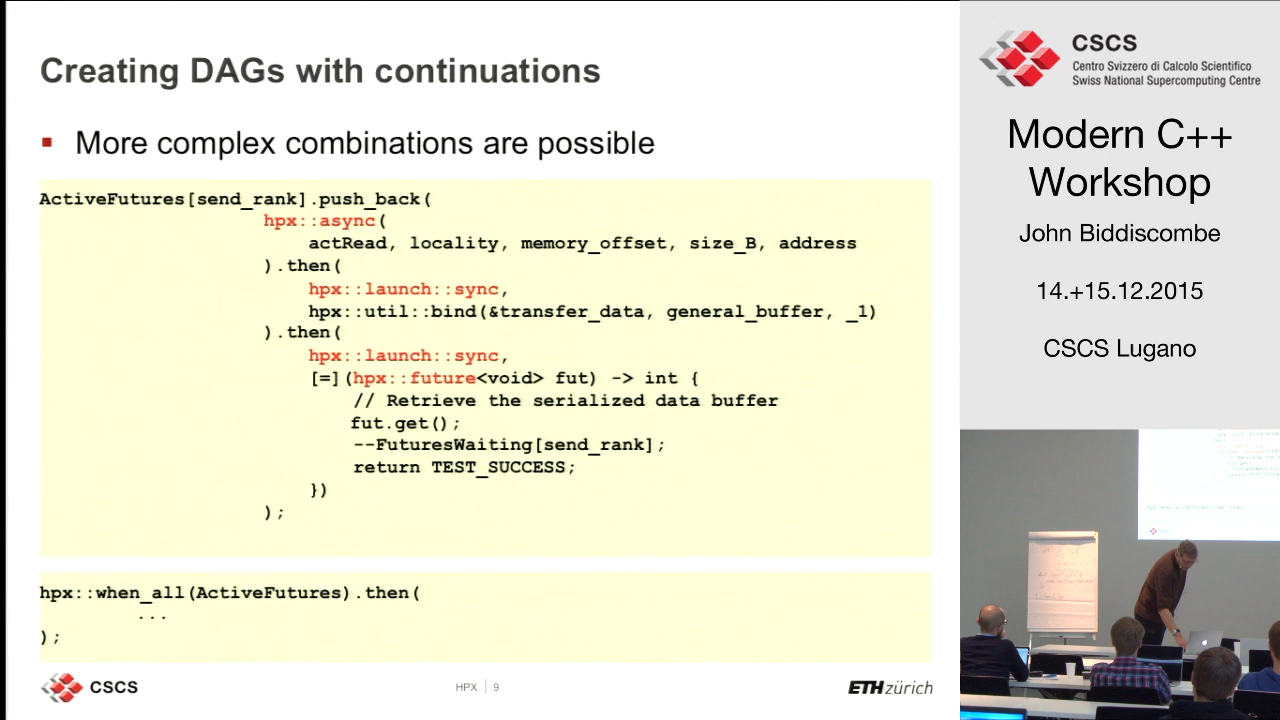 Creating DAGs with continuations
▪ More complex combinations are possible
ActiveFutures[send_rank].push_back(
hpx::async(
actRead, locality, memory_offset, size_B, address
).then(
hpx::launch::sync,
hpx::util::bind(&transfer_data, general_buffer, _1)
).then(
hpx::launch::sync,
[=](hpx::future<void> fut) -> int {
// Retrieve the serialized data buffer
fut.get();
--FuturesWaiting[send_rank];
return TEST_SUCCESS;
})
);
hpx::when_all(ActiveFutures).then(
...
);
CSCS
HPX | 9
ETH zürich
CSCS
Centro Svizzero di Calcolo Scientifico
Swiss National Supercomputing Centre
Modern C++
Workshop
John Biddiscombe
14.+15.12.2015
CSCS Lugano